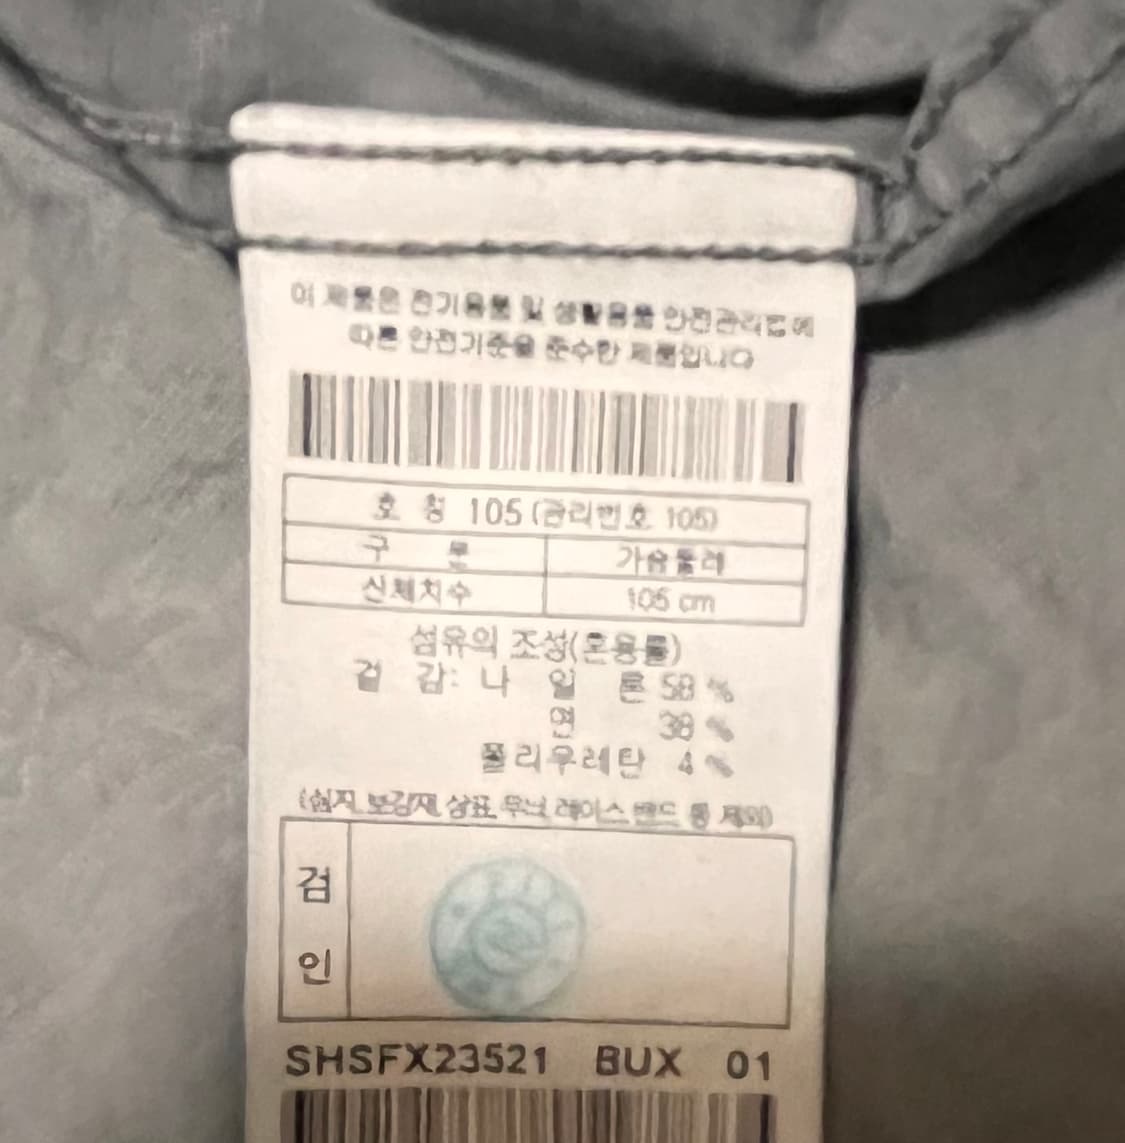 이 제품은 전기용품 및 생활용품 안전관리법에
따른 안전기준을 준수한 제품입니다
호 칭 105 (관리번호 105)
구 분 가슴둘레
신체치수 105 cm
섬유의 조성(혼용률)
겉 감: 나 일 론 58 %
면 38 %
폴리우레탄 4 %
(심지 보강재 상표 무늬 레이스 밴드 등 제외)
검
인
SHSFX23521 BUX 01